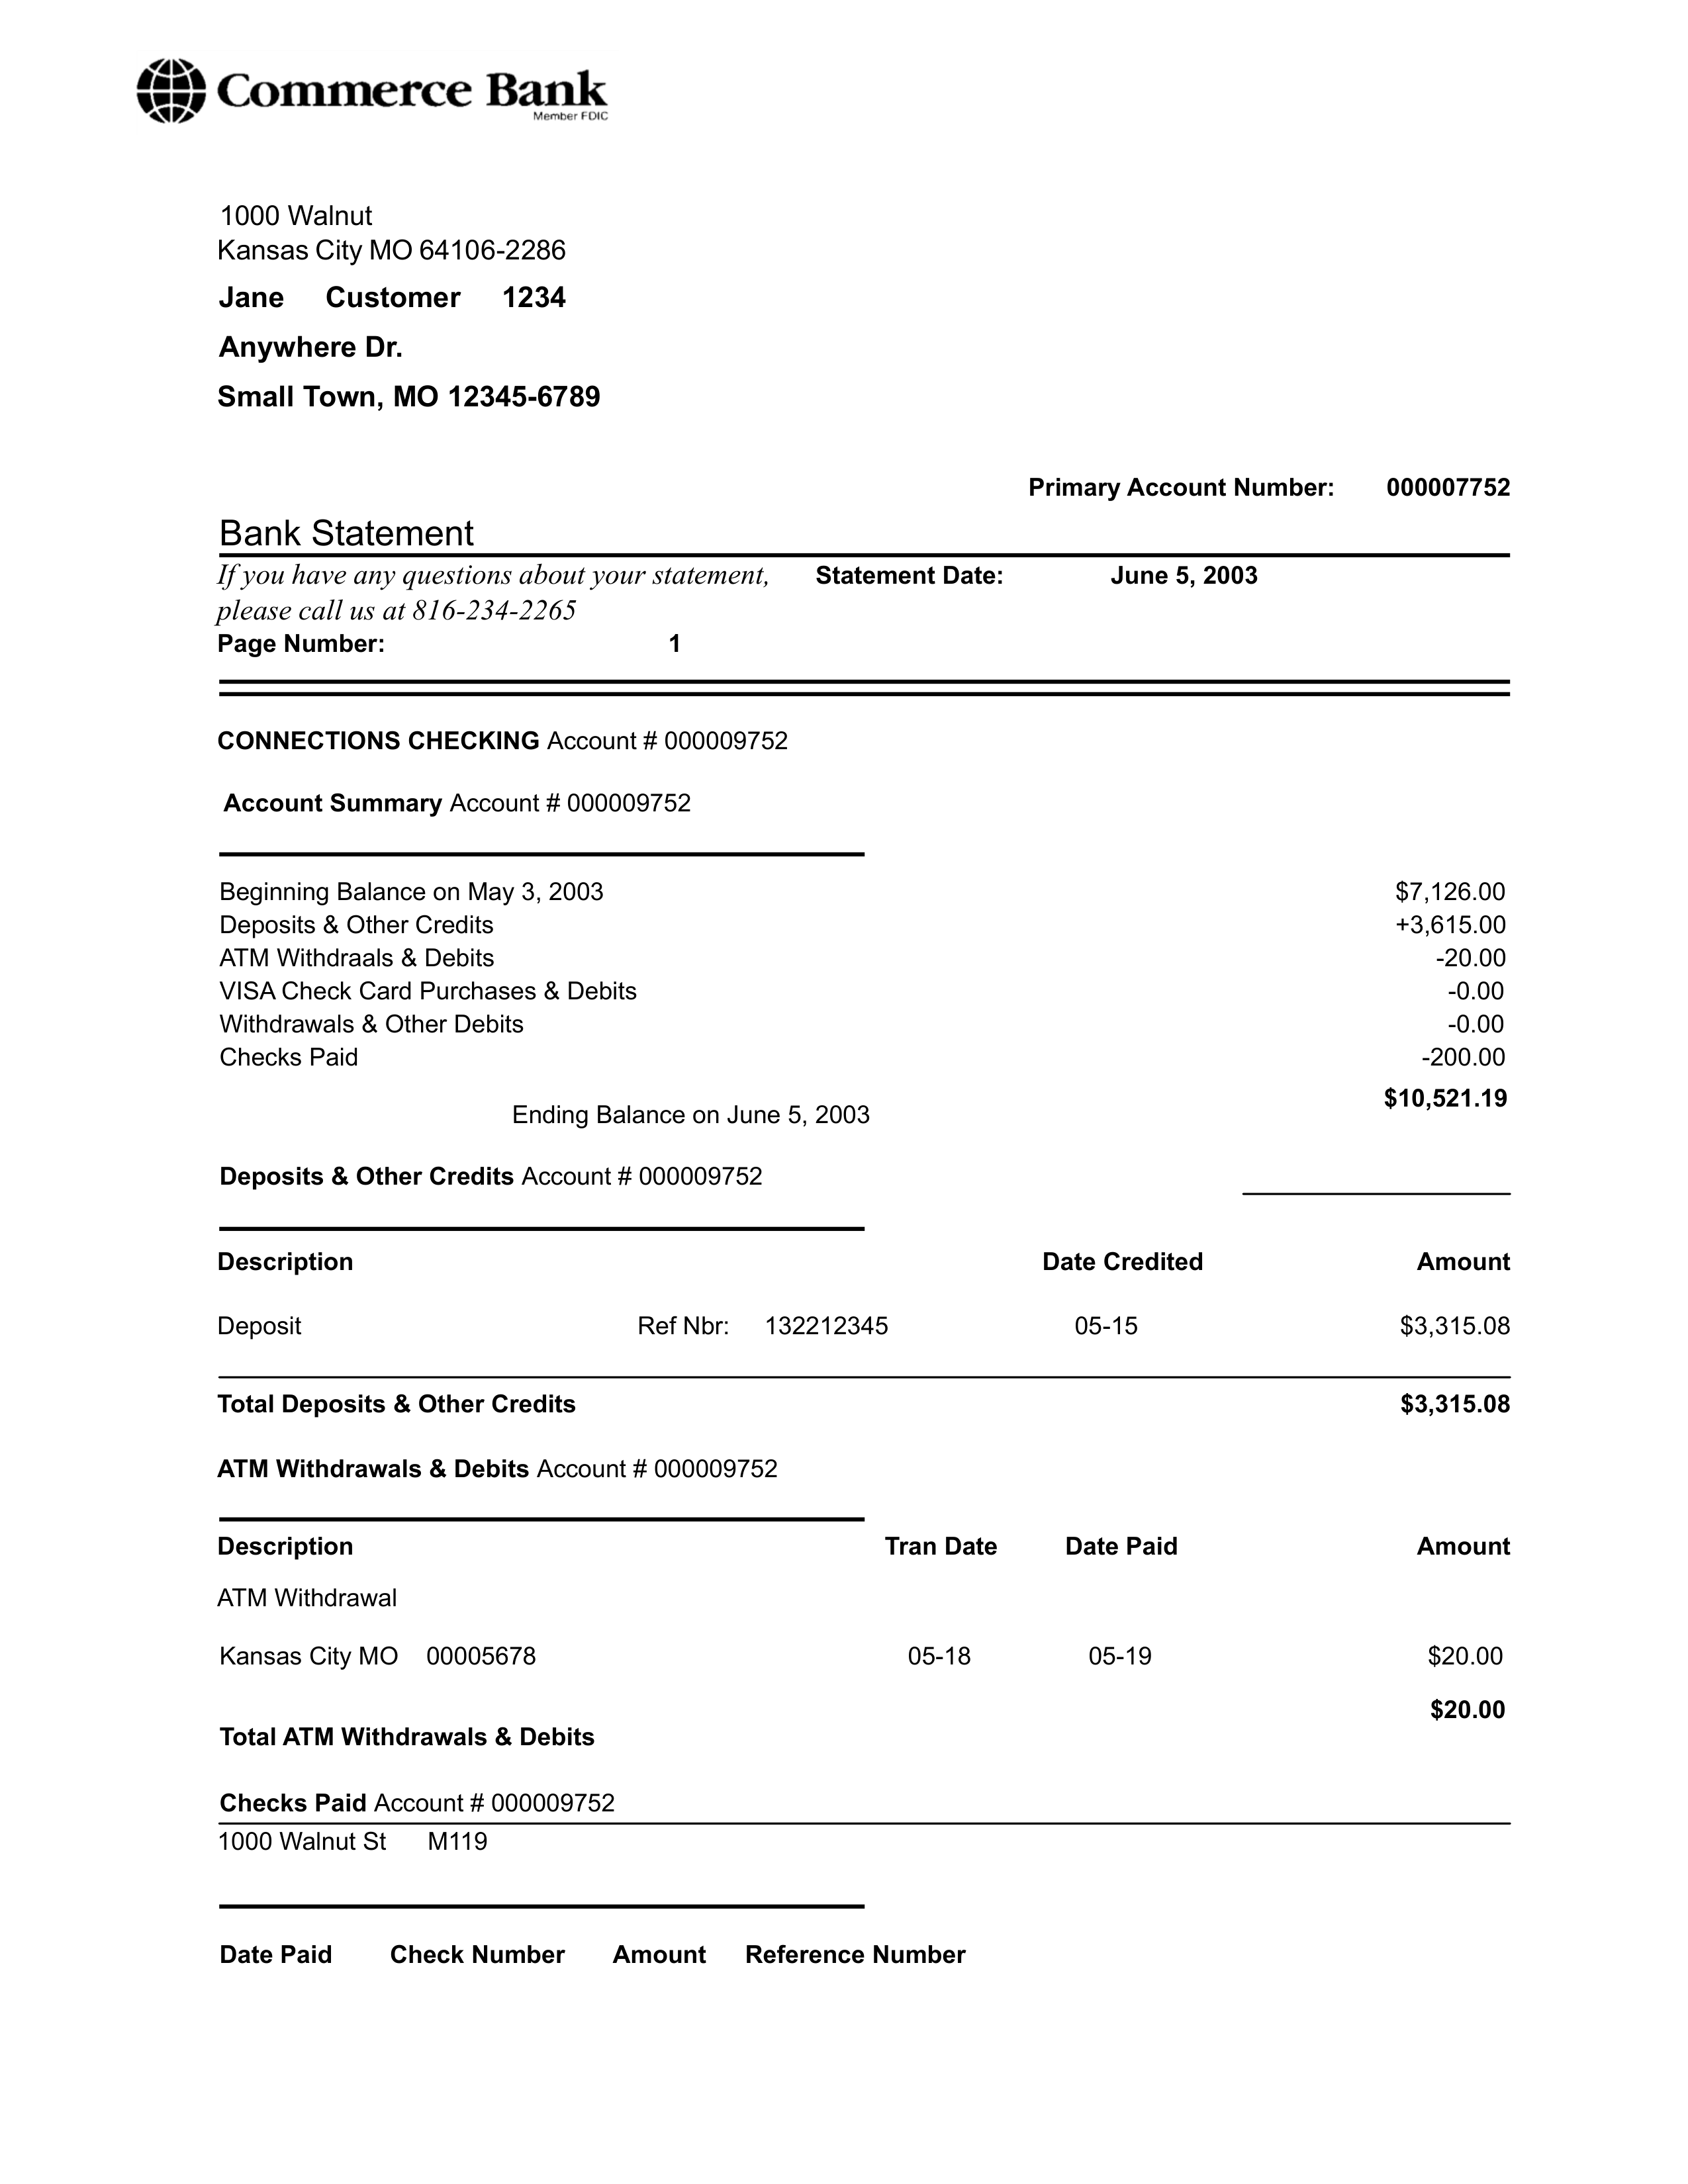 Commerce Bank
Member FDIC
1000 Walnut
Kansas City MO 64106-2286
Jane Customer 1234
Anywhere Dr.
Small Town, MO 12345-6789
Primary Account Number: 000007752
Bank Statement
If you have any questions about your statement, Statement Date: June 5, 2003
please call us at 816-234-2265
Page Number: 1
CONNECTIONS CHECKING Account # 000009752
Account Summary Account # 000009752
Beginning Balance on May 3, 2003 $7,126.00
Deposits & Other Credits +3,615.00
ATM Withdraals & Debits -20.00
VISA Check Card Purchases & Debits -0.00
Withdrawals & Other Debits -0.00
Checks Paid -200.00
$10,521.19
Ending Balance on June 5, 2003
Deposits & Other Credits Account # 000009752
Description Date Credited Amount
Deposit Ref Nbr: 132212345 05-15 $3,315.08
Total Deposits & Other Credits $3,315.08
ATM Withdrawals & Debits Account # 000009752
Description Tran Date Date Paid Amount
ATM Withdrawal
Kansas City MO 00005678 05-18 05-19 $20.00
$20.00
Total ATM Withdrawals & Debits
Checks Paid Account # 000009752
1000 Walnut St M119
Date Paid Check Number Amount Reference Number